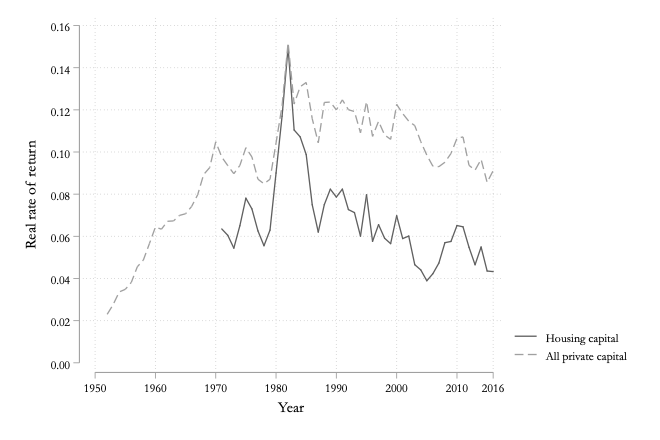 0.16
0.14
0.12
0.10
0.08
0.06
0.04
0.02
0.00
Real rate of return
1950 1960 1970 1980 1990 2000 2010 2016
Year
Housing capital
All private capital